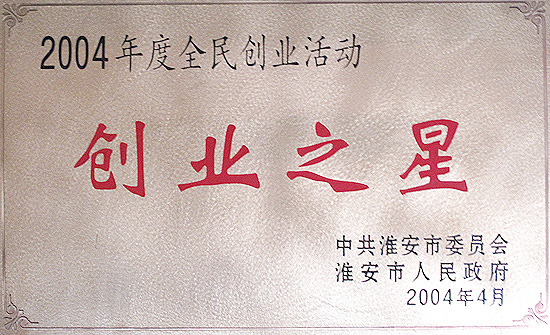 2004年度全民创业活动
创业之星
中共淮安市委员会
淮安市人民政府
2004年4月